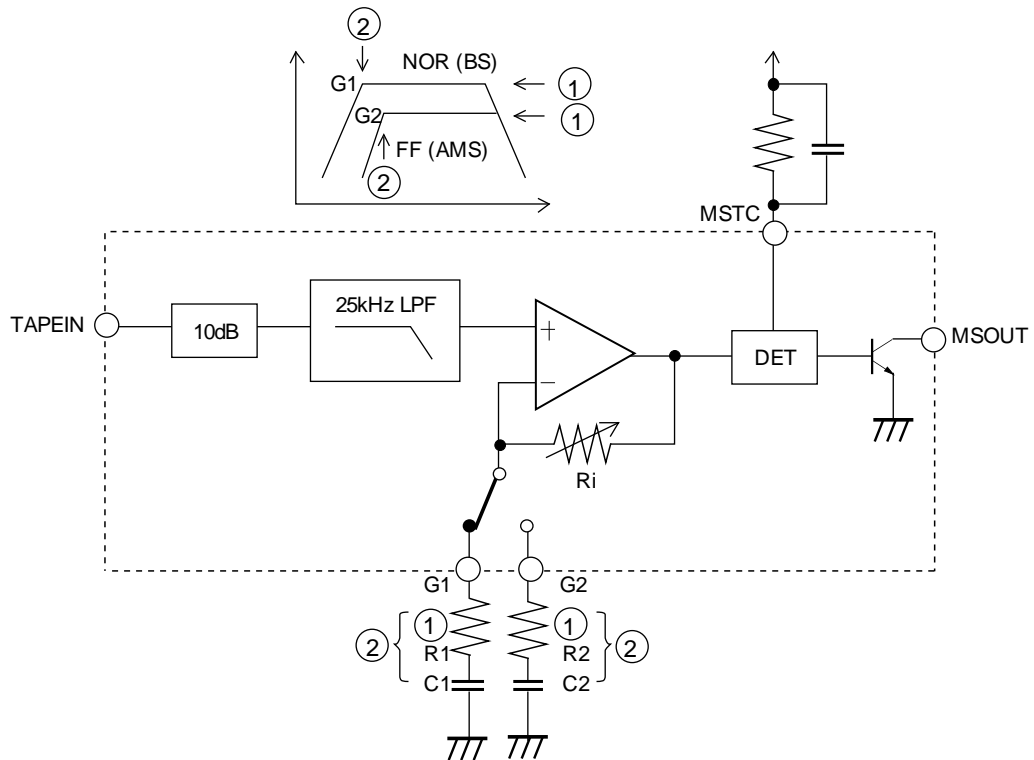 ②
NOR (BS)
G1
①
G2
①
FF (AMS)
②
MSTC
TAPEIN
10dB
25kHz LPF
+
−
DET
MSOUT
Ri
G1
G2
②
①
①
②
R1
R2
C1
C2